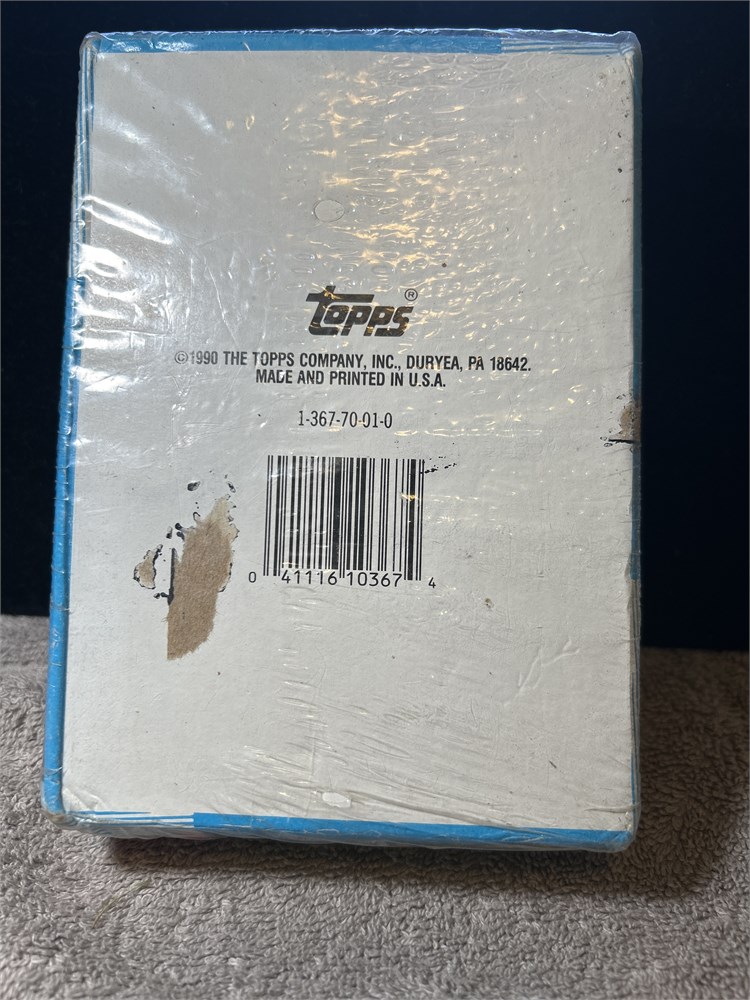 topps®
©1990 THE TOPPS COMPANY, INC., DURYEA, PA 18642.
MADE AND PRINTED IN U.S.A.
1-367-70-01-0
0 41116 10367 4